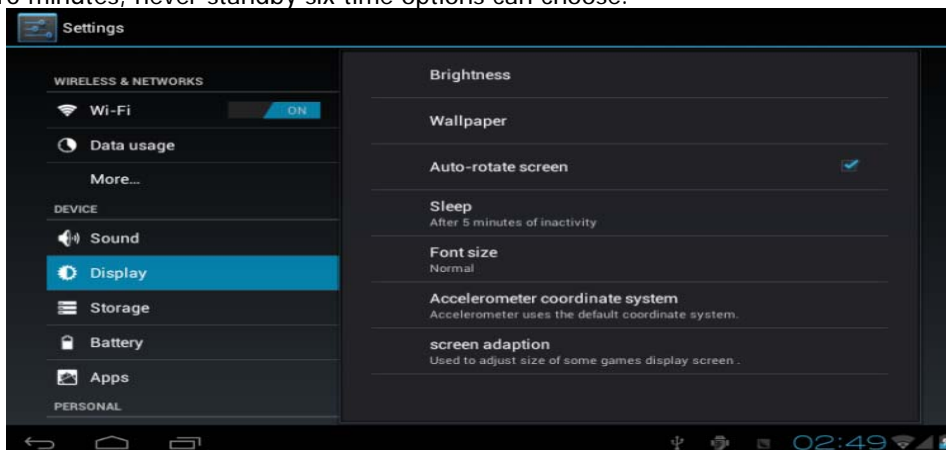 minutes, never standby six time options can choose.
Settings
WIRELESS & NETWORKS
Wi-Fi ON
Data usage
More...
DEVICE
Sound
Display
Storage
Battery
Apps
PERSONAL
Brightness
Wallpaper
Auto-rotate screen
Sleep
After 5 minutes of inactivity
Font size
Normal
Accelerometer coordinate system
Accelerometer uses the default coordinate system.
screen adaption
Used to adjust size of some games display screen .
02:49